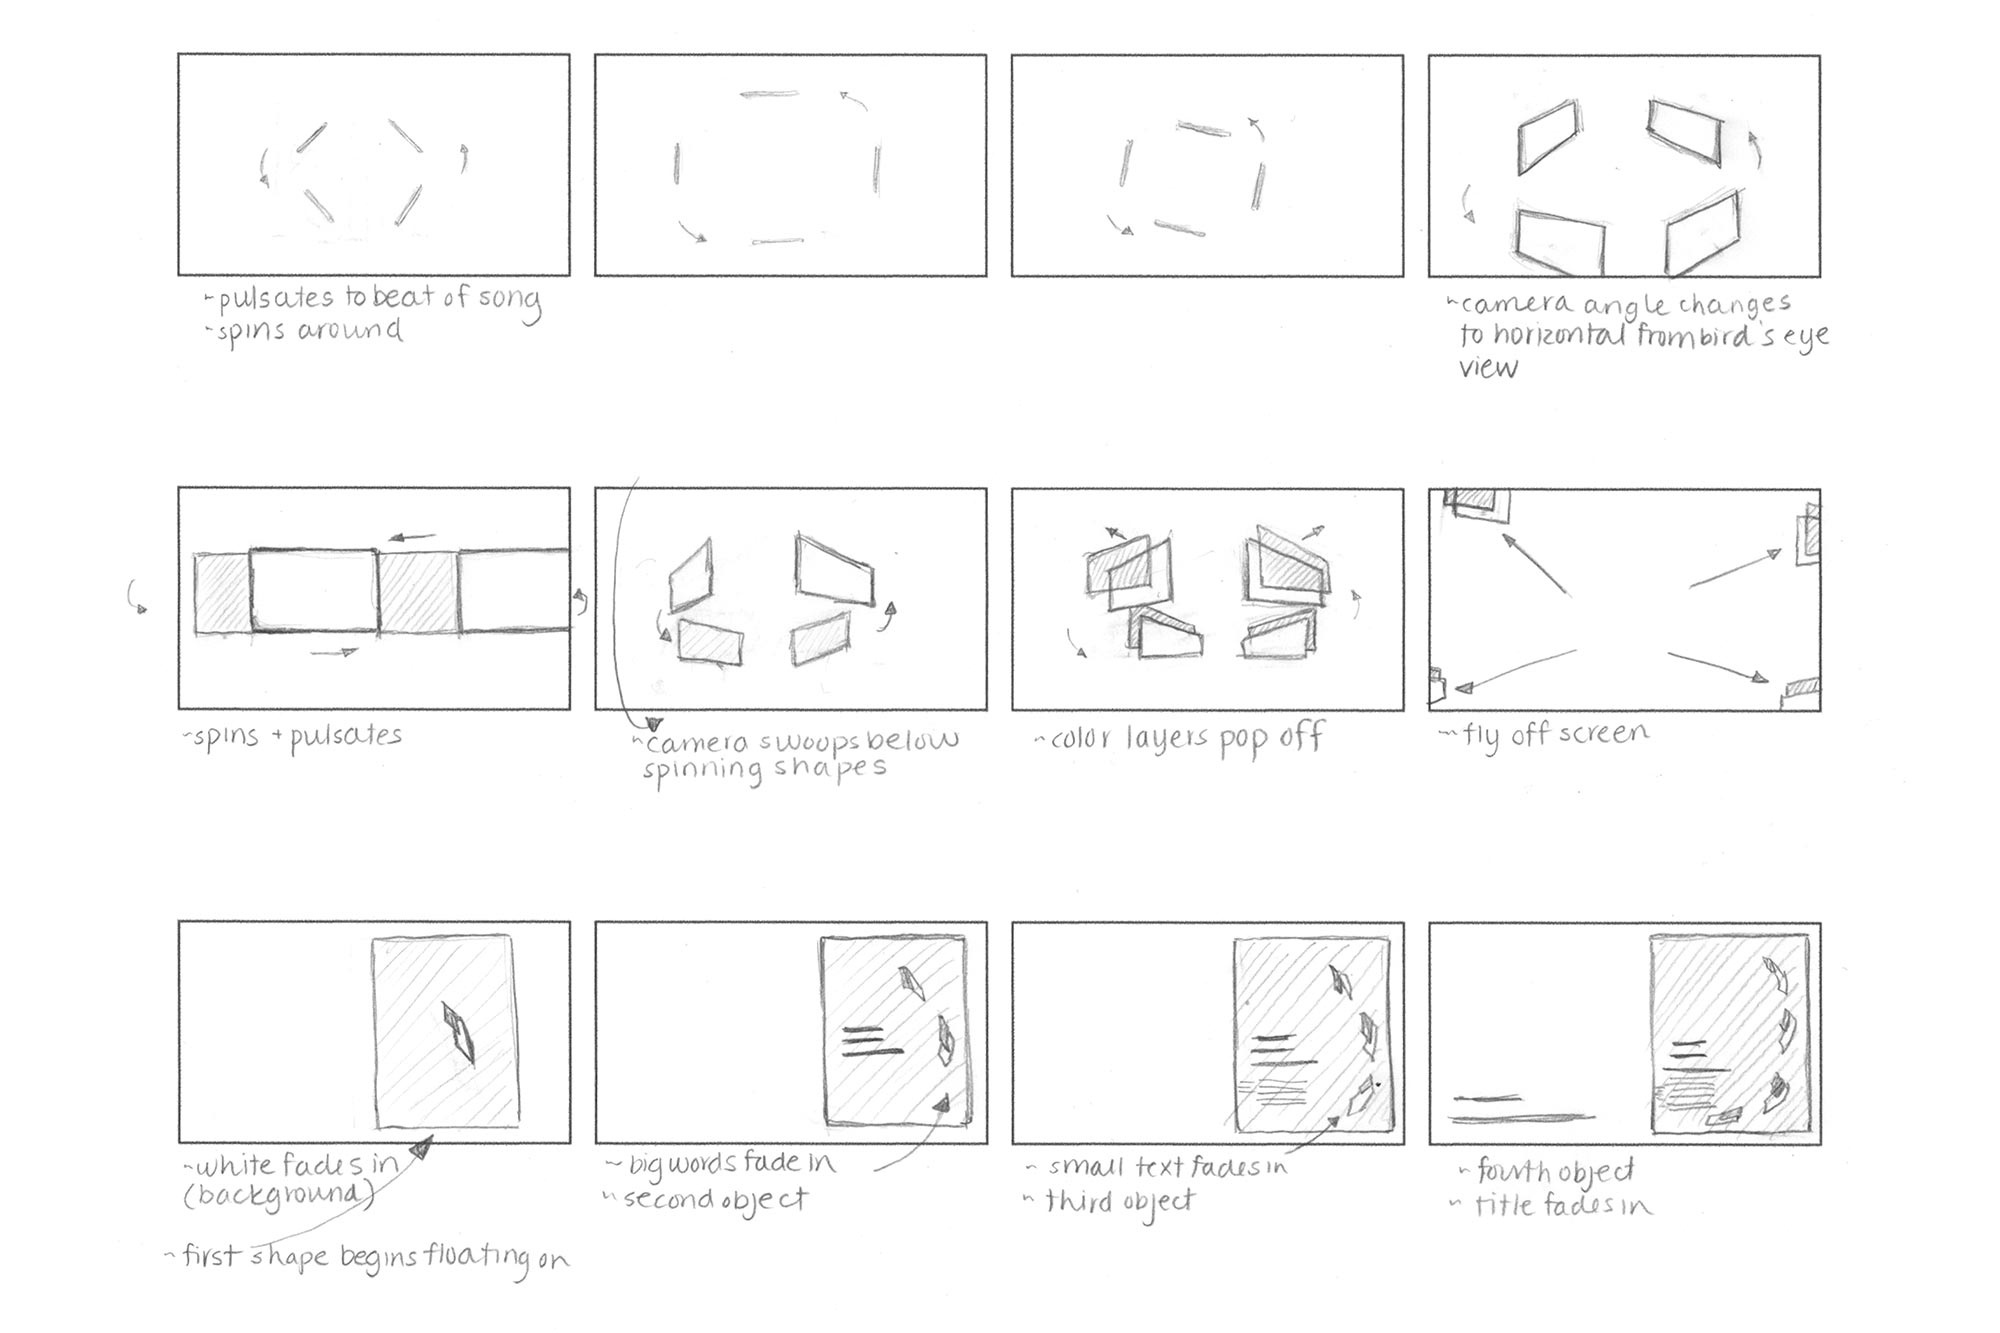 ~pulsates to beat of song
~spins around
~camera angle changes
to horizontal from bird's eye
view
~spins + pulsates
~camera swoops below
spinning shapes
~color layers pop off
~fly off screen
~white fades in
(background)
~first shape begins floating on
~big words fade in
~second object
~small text fades in
~third object
~fourth object
~title fades in